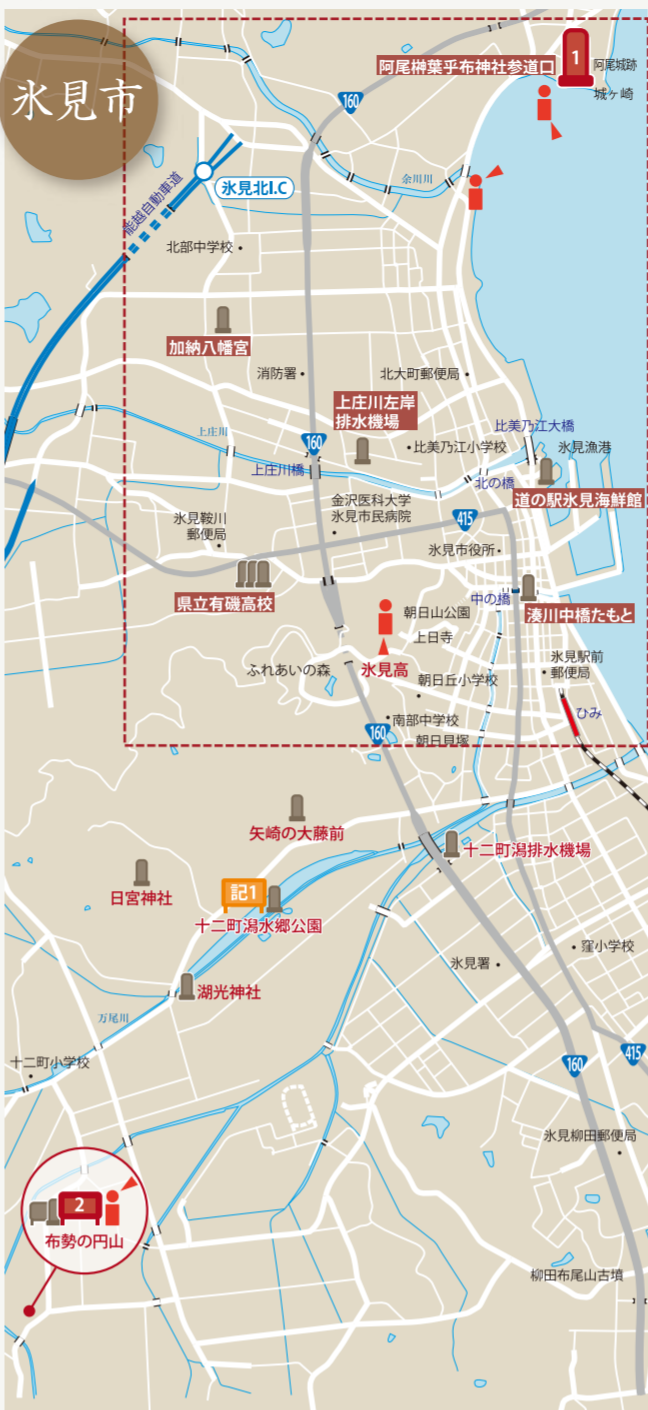 氷見市
阿尾榊葉乎布神社参道口
1
阿尾城跡
城ヶ崎
160
余川川
氷見北I.C
能越自動車道
北部中学校
加納八幡宮
消防署
北大町郵便局
上庄川左岸
排水機場
比美乃江大橋
上庄川
160
比美乃江小学校
氷見漁港
上庄川橋
北の橋
道の駅氷見海鮮館
金沢医科大学
氷見市民病院
415
氷見鞍川
郵便局
氷見市役所
県立有磯高校
中の橋
湊川中橋たもと
朝日山公園
上日寺
氷見高
ふれあいの森
朝日丘小学校
氷見駅前
郵便局
南部中学校
ひみ
160
朝日貝塚
矢崎の大藤前
十二町潟排水機場
日宮神社
記1
十二町潟水郷公園
窪小学校
氷見署
湖光神社
万尾川
十二町小学校
160
415
氷見柳田郵便局
2
布勢の円山
柳田布尾山古墳